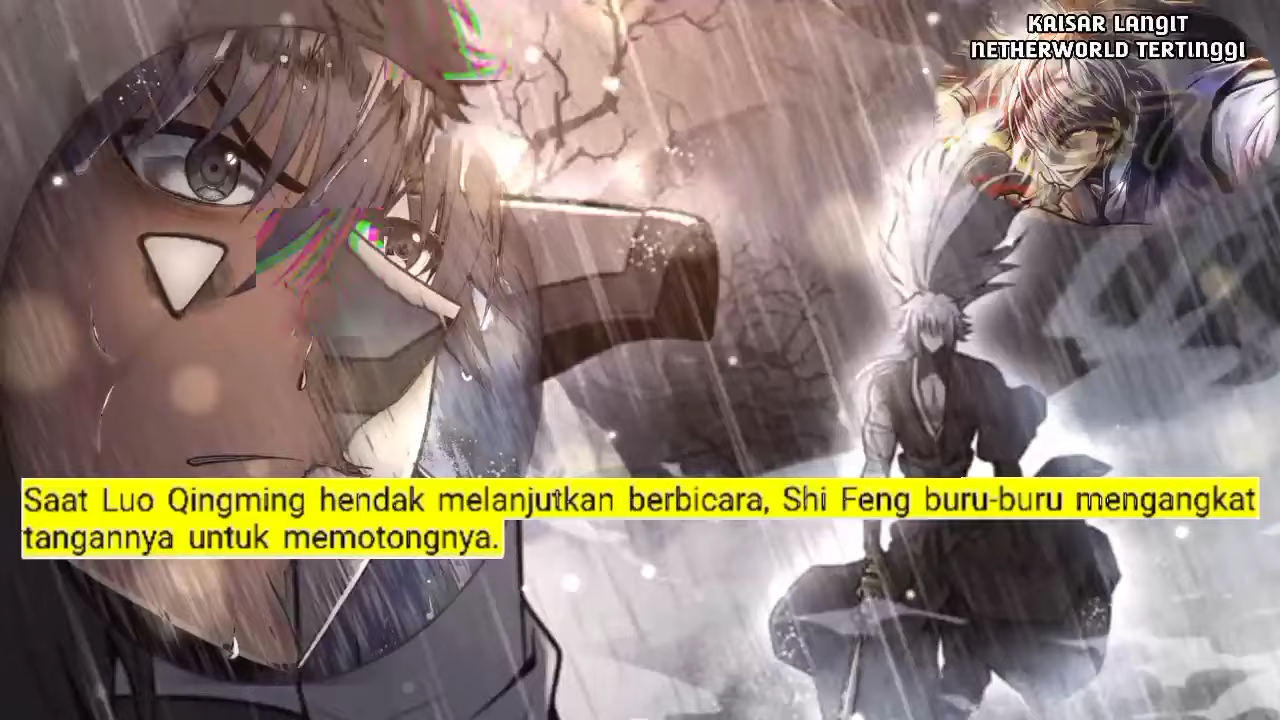 KAISAR LANGIT
NETHERWORLD TERTINGGI
Saat Luo Qingming hendak melanjutkan berbicara, Shi Feng buru-buru mengangkat
tangannya untuk memotongnya.